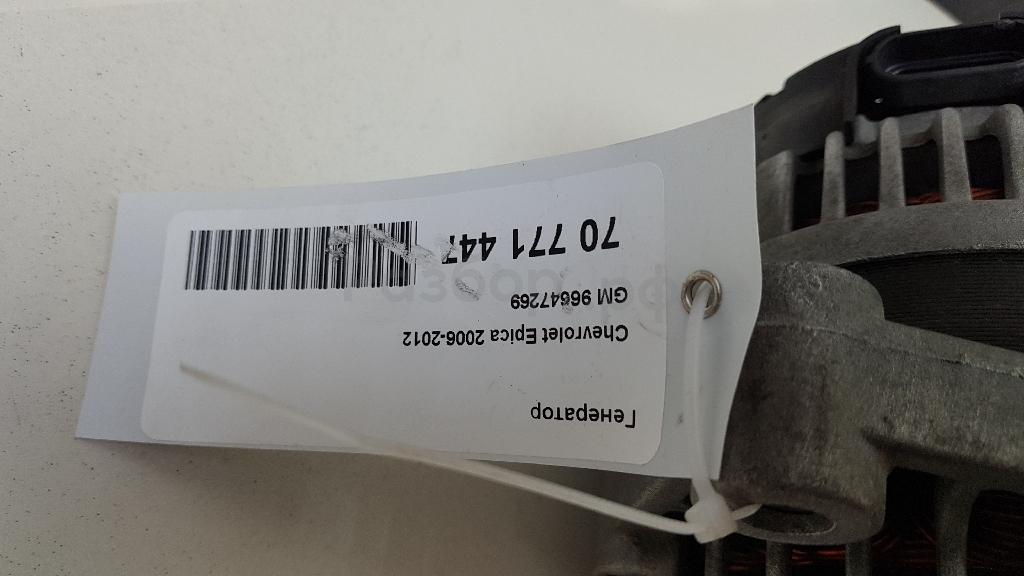 Генератор
Chevrolet Epica 2006-2012
GM 96647269
70 771 447